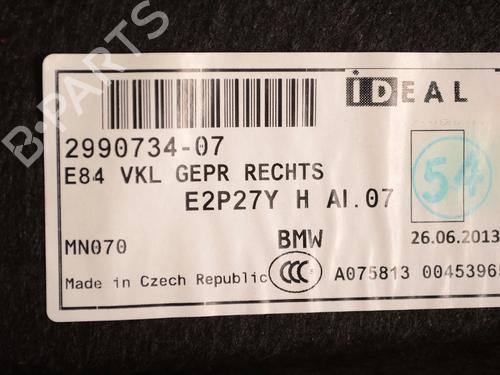 B-PARTS
iDEAL
2990734-07
E84 VKL GEPR RECHTS
E2P27Y H AI.07
54
MN070
BMW
26.06.2013
Made in Czech Republic
CCC
A075813 0045396